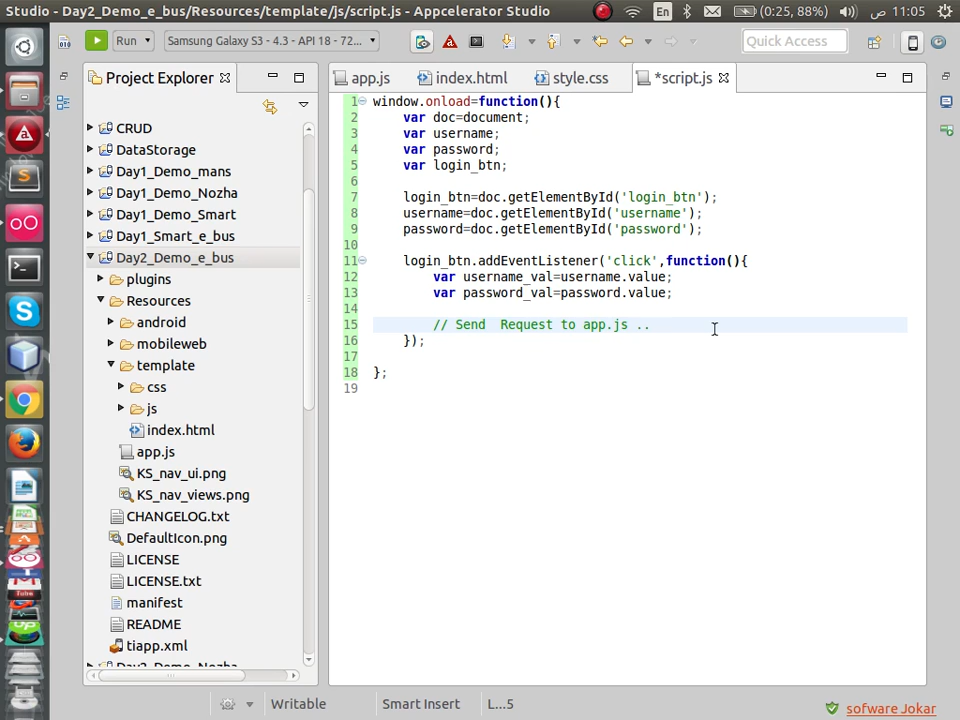 Studio - Day2_Demo_e_bus/Resources/template/js/script.js - Appcelerator Studio
En
(0:25, 88%)
11:05 ص
Run
Samsung Galaxy S3 - 4.3 - API 18 - 72...
Quick Access
Project Explorer
CRUD
DataStorage
Day1_Demo_mans
Day1_Demo_Nozha
Day1_Demo_Smart
Day1_Smart_e_bus
Day2_Demo_e_bus
plugins
Resources
android
mobileweb
template
css
js
index.html
app.js
KS_nav_ui.png
KS_nav_views.png
CHANGELOG.txt
DefaultIcon.png
LICENSE
LICENSE.txt
manifest
README
tiapp.xml
Day2_Demo_Nozha
app.js
index.html
style.css
*script.js
1 window.onload=function(){
2 var doc=document;
3 var username;
4 var password;
5 var login_btn;
6
7 login_btn=doc.getElementById('login_btn');
8 username=doc.getElementById('username');
9 password=doc.getElementById('password');
10
11 login_btn.addEventListener('click',function(){
12 var username_val=username.value;
13 var password_val=password.value;
14
15 // Send  Request to app.js ..
16 });
17
18 };
19
Writable
Smart Insert
L...5
sofware Jokar